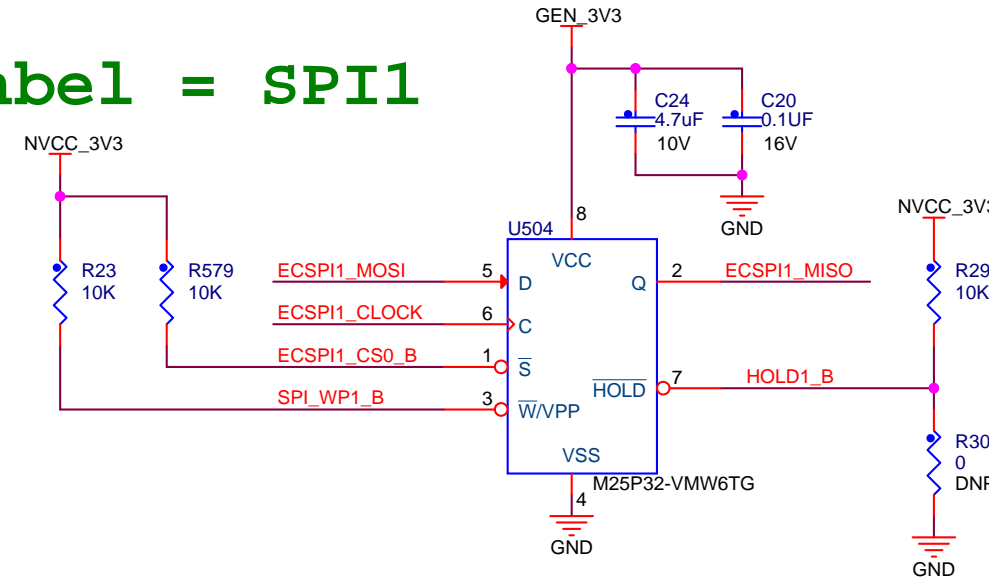 abel = SPI1
GEN_3V3
C24
4.7uF
10V
C20
0.1UF
16V
GND
NVCC_3V3
R23
10K
R579
10K
ECSPI1_MOSI
ECSPI1_CLOCK
ECSPI1_CS0_B
SPI_WP1_B
U504
8
VCC
5
D
6
C
1
S
3
W/VPP
VSS
4
GND
M25P32-VMW6TG
Q
2
ECSPI1_MISO
HOLD
7
HOLD1_B
NVCC_3V3
R29
10K
R30
0
DNP
GND